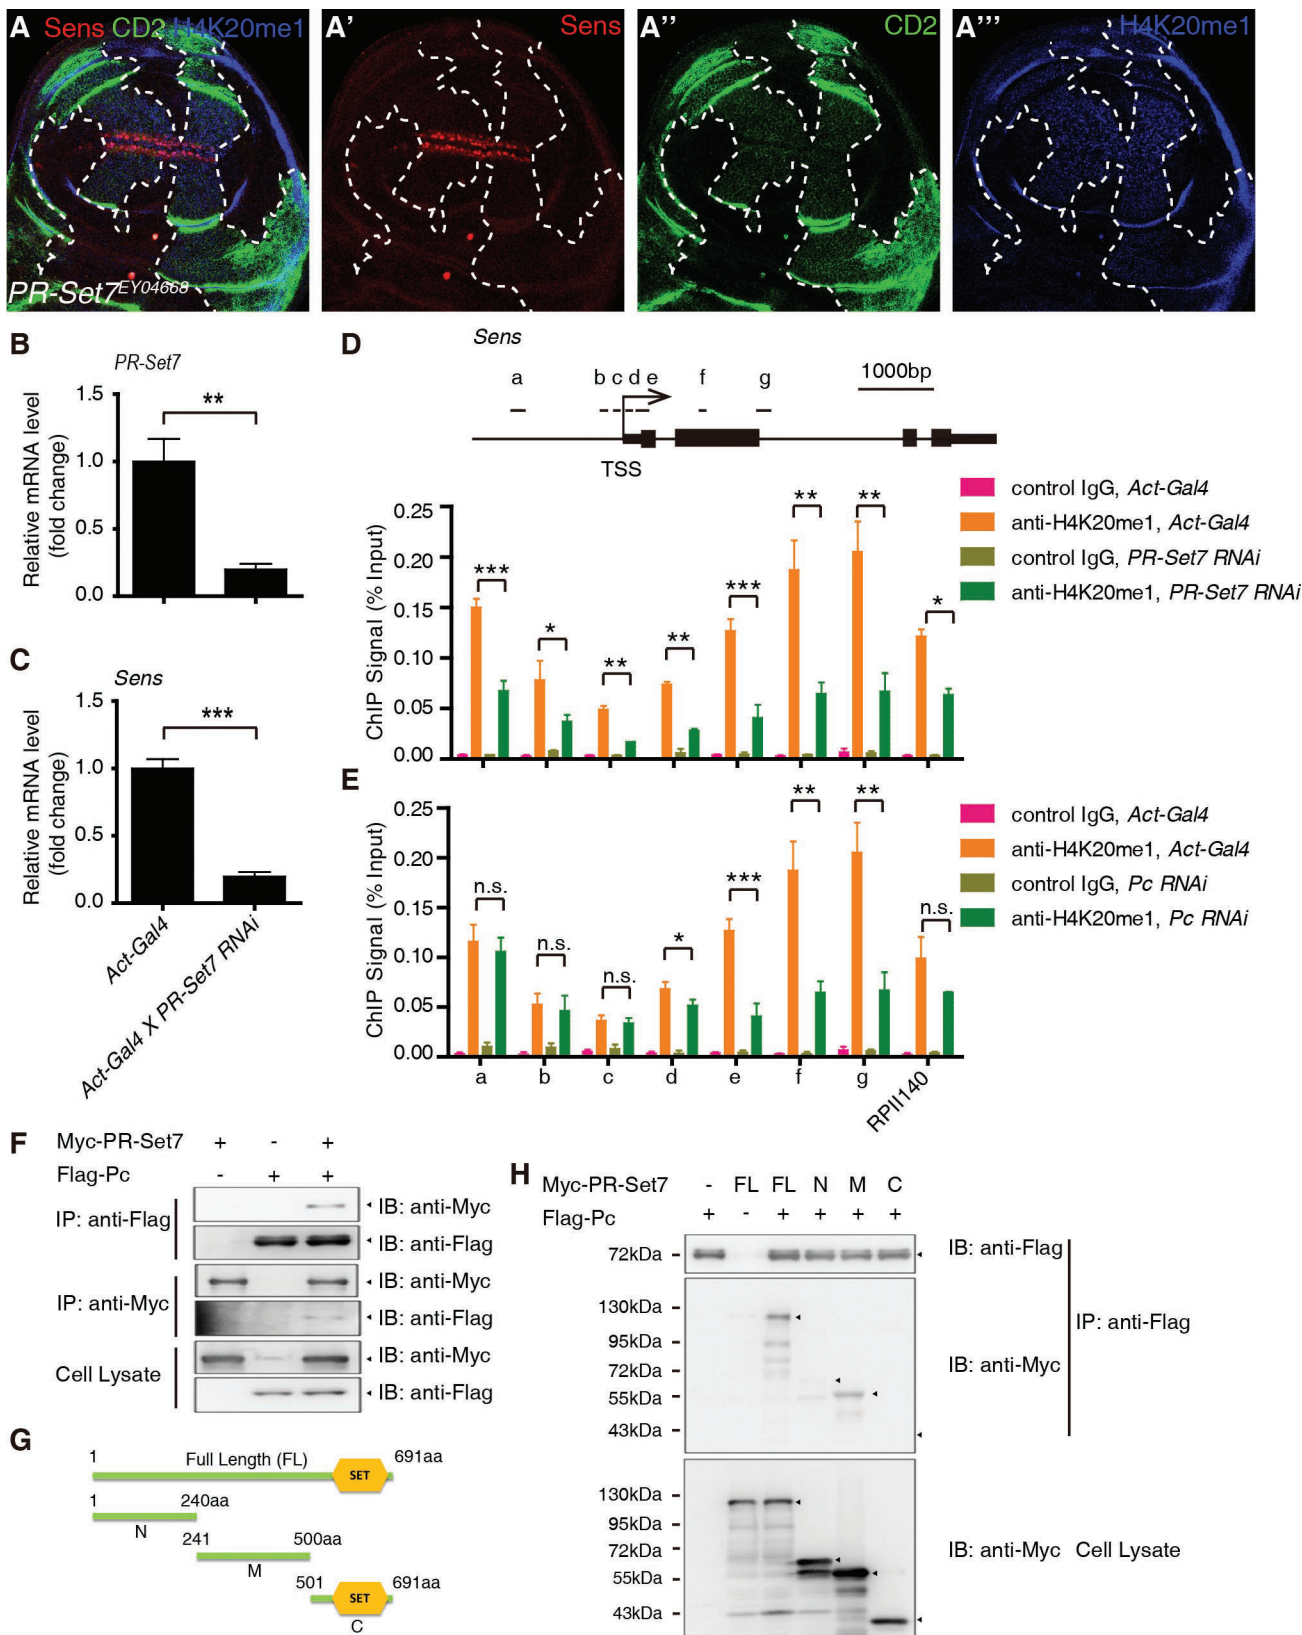 A Sens CD2 H4K20me1
PR-Set7EY04668
A' Sens
A'' CD2
A''' H4K20me1
B
PR-Set7
Relative mRNA level
(fold change)
1.5
1.0
0.5
0.0
**
C
Sens
Relative mRNA level
(fold change)
1.5
1.0
0.5
0.0
***
Act-Gal4
Act-Gal4 X PR-Set7 RNAi
D
Sens
a b c d e f g
1000bp
TSS
ChIP Signal (% Input)
0.25
0.20
0.15
0.10
0.05
0.00
*** * ** ** *** ** ** *
control IgG, Act-Gal4
anti-H4K20me1, Act-Gal4
control IgG, PR-Set7 RNAi
anti-H4K20me1, PR-Set7 RNAi
E
ChIP Signal (% Input)
0.25
0.20
0.15
0.10
0.05
0.00
n.s. n.s. n.s. * *** ** ** n.s.
a b c d e f g RPII140
control IgG, Act-Gal4
anti-H4K20me1, Act-Gal4
control IgG, Pc RNAi
anti-H4K20me1, Pc RNAi
F
Myc-PR-Set7 + - +
Flag-Pc - + +
IP: anti-Flag
IB: anti-Myc
IB: anti-Flag
IP: anti-Myc
IB: anti-Myc
IB: anti-Flag
Cell Lysate
IB: anti-Myc
IB: anti-Flag
G
1 Full Length (FL) 691aa
SET
1 240aa
N
241 500aa
M
501 691aa
SET
C
H
Myc-PR-Set7 - FL FL N M C
Flag-Pc + - + + + +
72kDa
IB: anti-Flag
130kDa
95kDa
72kDa
55kDa
43kDa
IB: anti-Myc
IP: anti-Flag
130kDa
95kDa
72kDa
55kDa
43kDa
IB: anti-Myc Cell Lysate